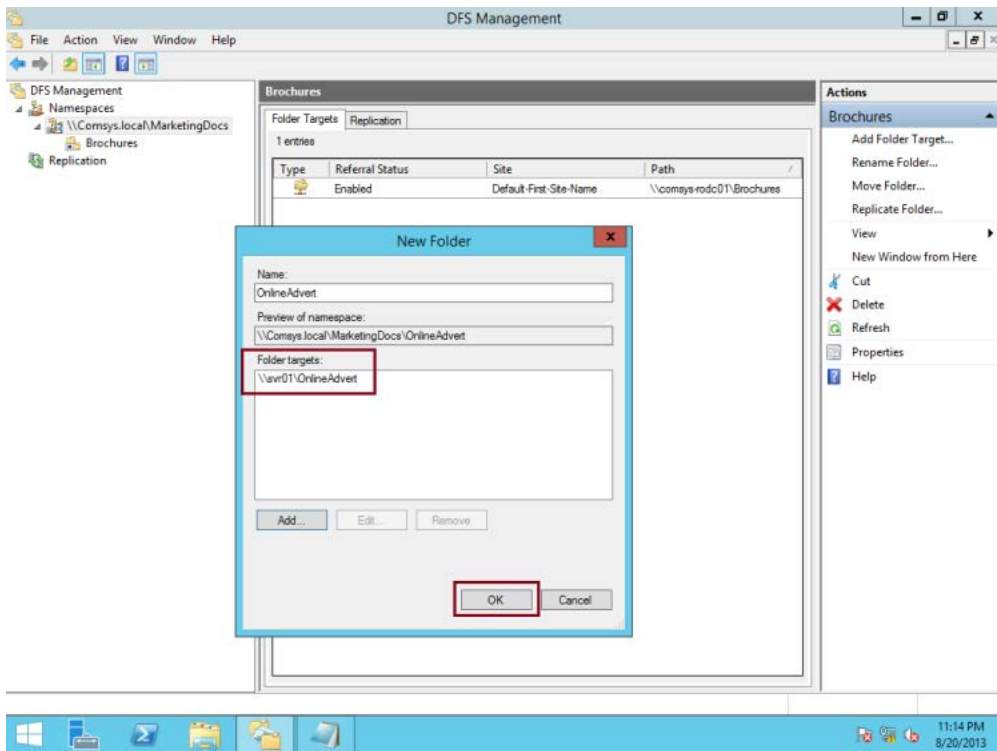 DFS Management
File Action View Window Help
DFS Management
Namespaces
\\Comsys.local\MarketingDocs
Brochures
Replication
Brochures
Folder Targets Replication
1 entries
Type Referral Status Site Path
Enabled Default-First-Site-Name \\comsys-rodc01\Brochures
New Folder
Name:
OnlineAdvert
Preview of namespace:
\\Comsys.local\MarketingDocs\OnlineAdvert
Folder targets:
\\svr01\OnlineAdvert
Add... Edit... Remove
OK Cancel
Actions
Brochures
Add Folder Target...
Rename Folder...
Move Folder...
Replicate Folder...
View
New Window from Here
Cut
Delete
Refresh
Properties
Help
11:14 PM
8/20/2013